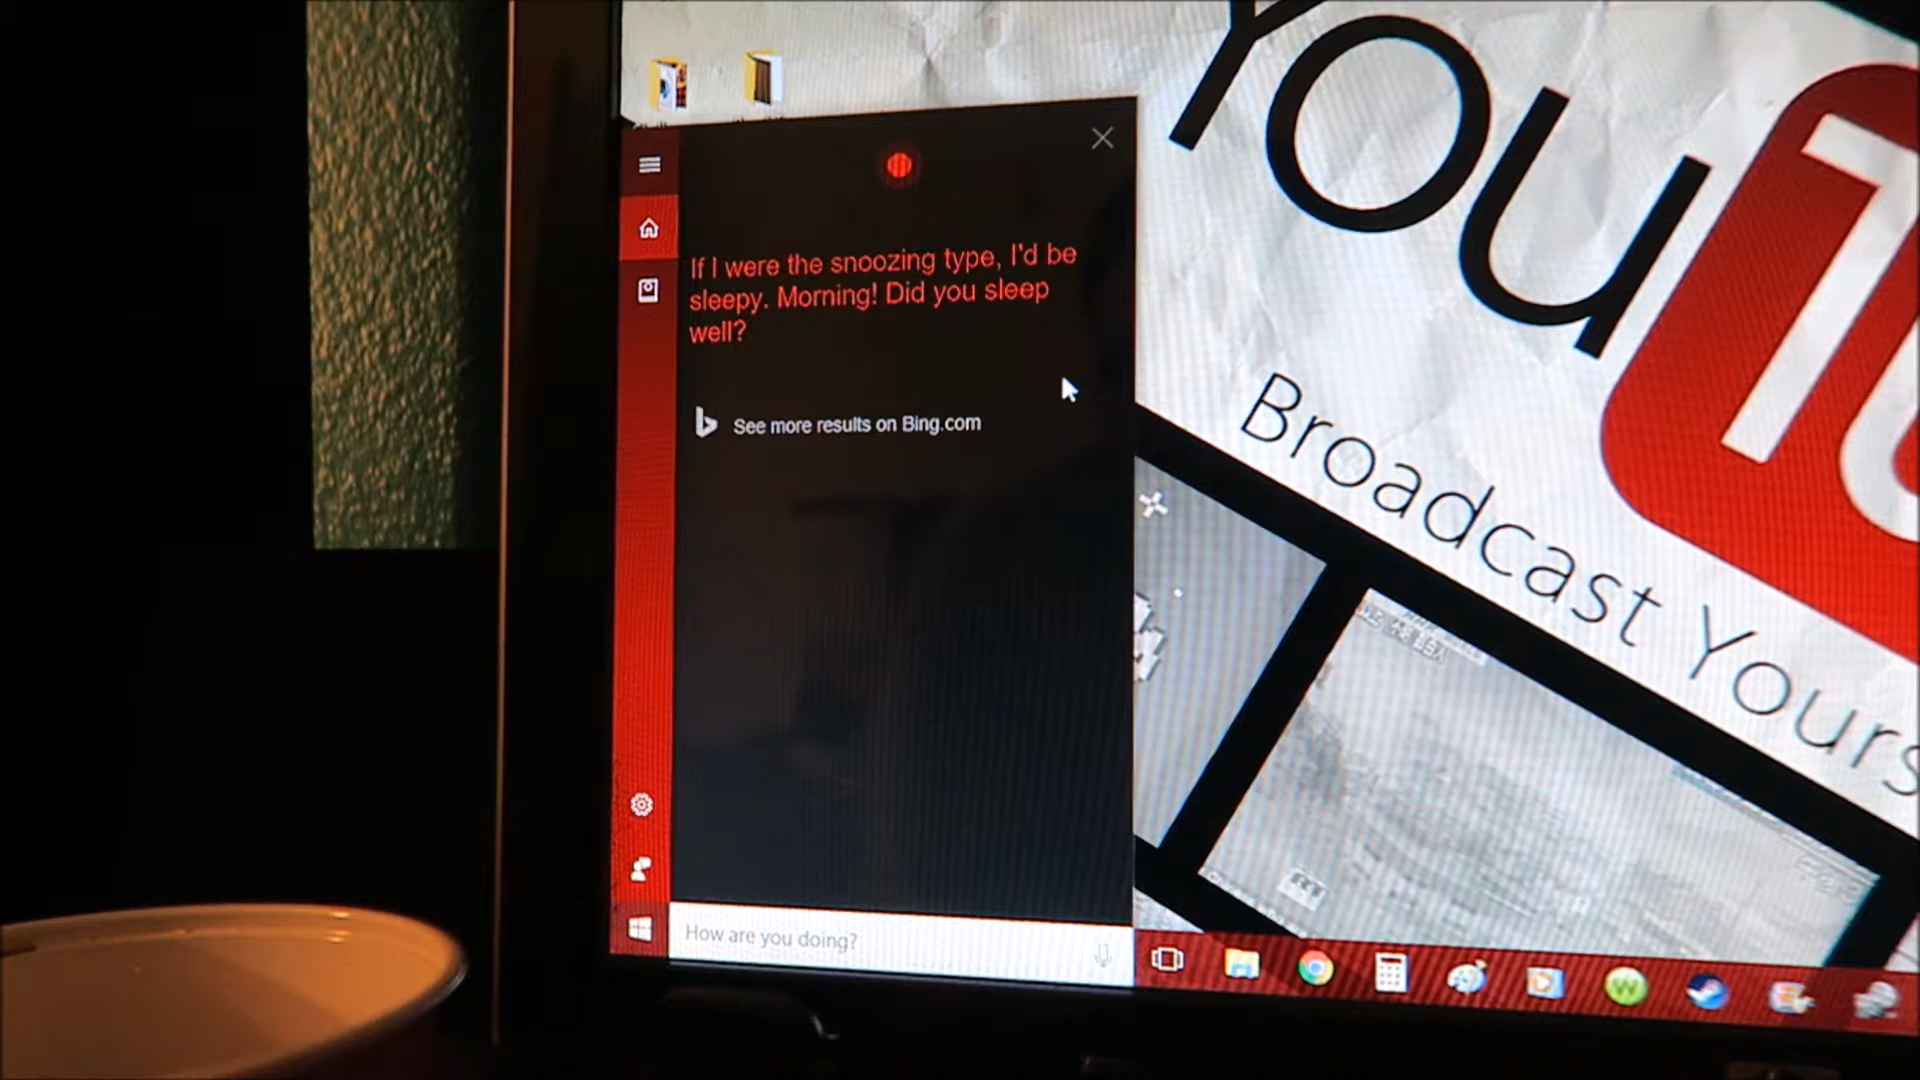 You
Broadcast Yours
If I were the snoozing type, I'd be
sleepy. Morning! Did you sleep
well?
See more results on Bing.com
How are you doing?